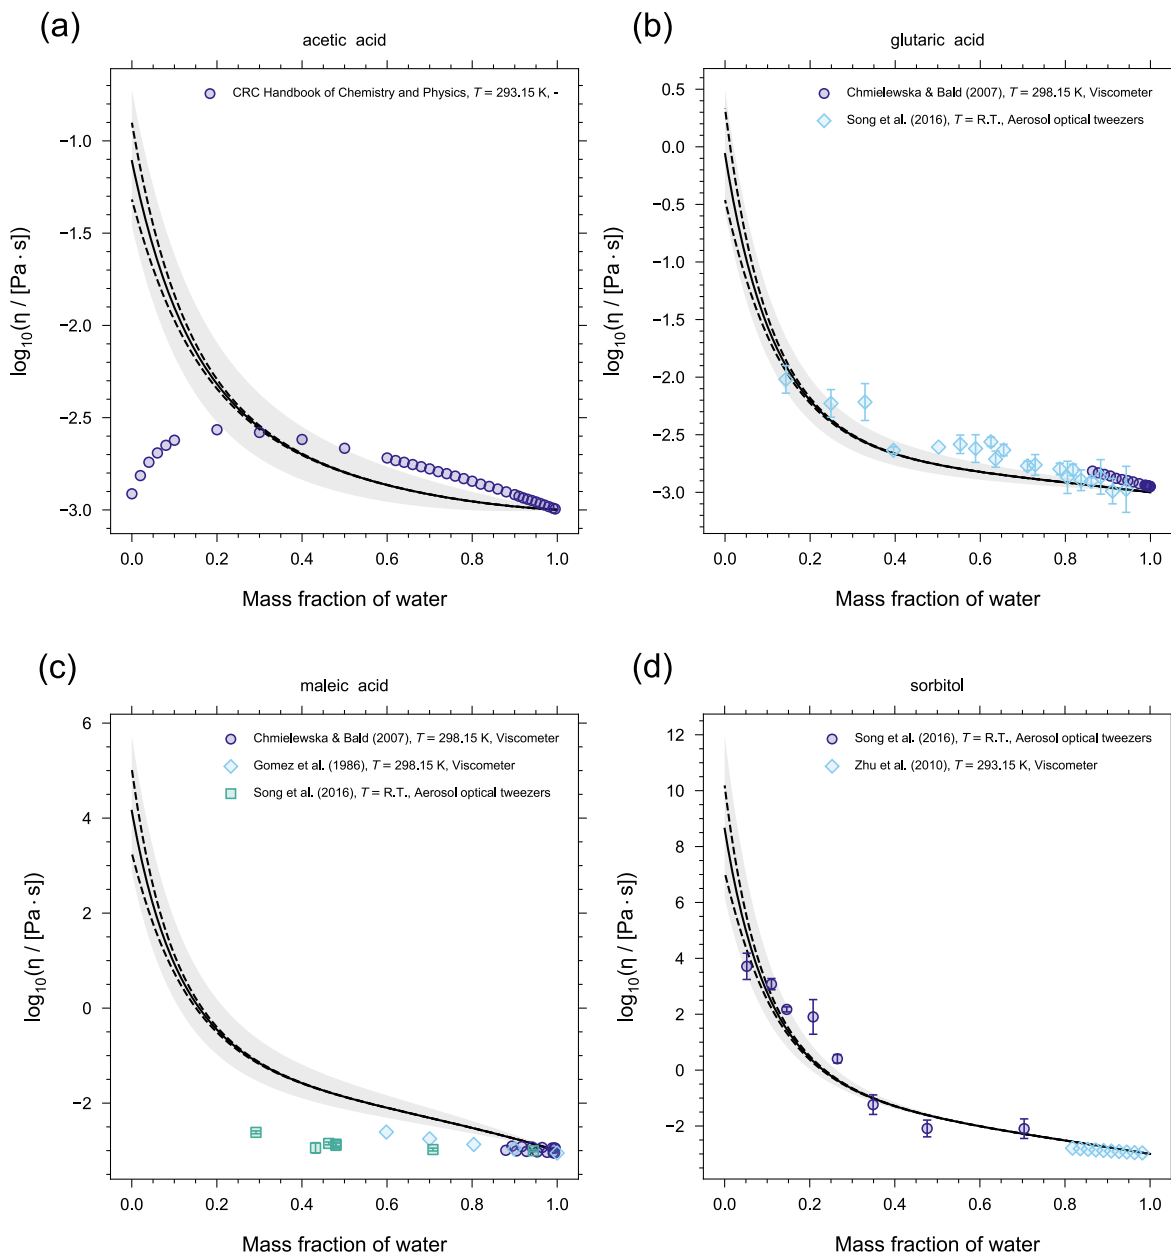 (a)
acetic acid
CRC Handbook of Chemistry and Physics, T = 293.15 K, -
−1.0
−1.5
−2.0
−2.5
−3.0
log10(η / [Pa · s])
0.0 0.2 0.4 0.6 0.8 1.0
Mass fraction of water
(b)
glutaric acid
Chmielewska & Bald (2007), T = 298.15 K, Viscometer
Song et al. (2016), T = R.T., Aerosol optical tweezers
0.5
0.0
−0.5
−1.0
−1.5
−2.0
−2.5
−3.0
log10(η / [Pa · s])
0.0 0.2 0.4 0.6 0.8 1.0
Mass fraction of water
(c)
maleic acid
Chmielewska & Bald (2007), T = 298.15 K, Viscometer
Gomez et al. (1986), T = 298.15 K, Viscometer
Song et al. (2016), T = R.T., Aerosol optical tweezers
6
4
2
0
−2
log10(η / [Pa · s])
0.0 0.2 0.4 0.6 0.8 1.0
Mass fraction of water
(d)
sorbitol
Song et al. (2016), T = R.T., Aerosol optical tweezers
Zhu et al. (2010), T = 293.15 K, Viscometer
12
10
8
6
4
2
0
−2
log10(η / [Pa · s])
0.0 0.2 0.4 0.6 0.8 1.0
Mass fraction of water